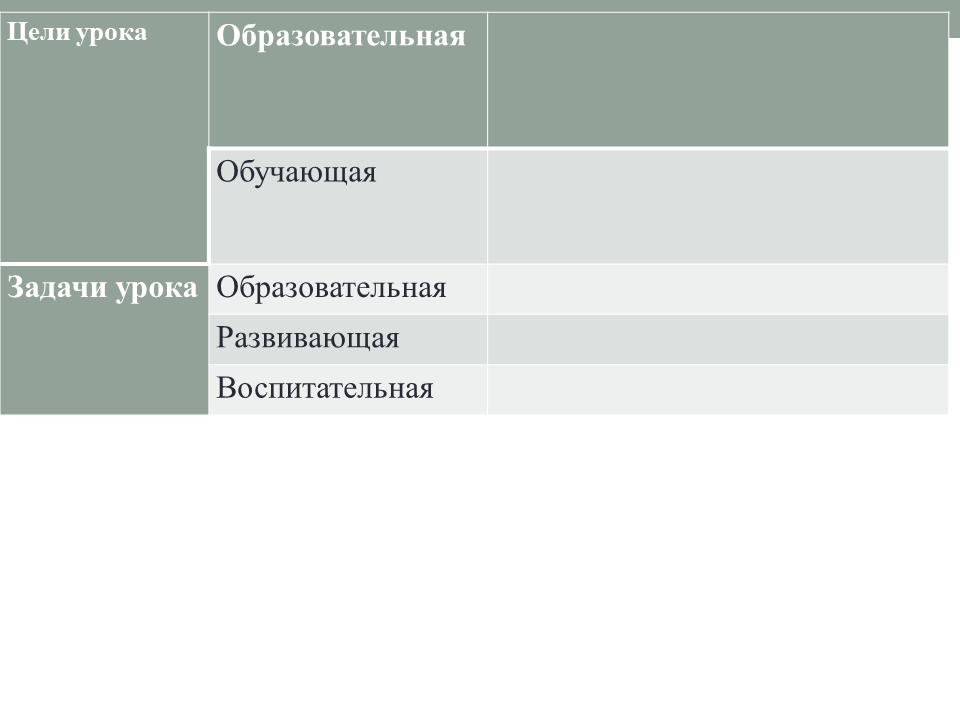 Цели урока
Образовательная
Обучающая
Задачи урока
Образовательная
Развивающая
Воспитательная